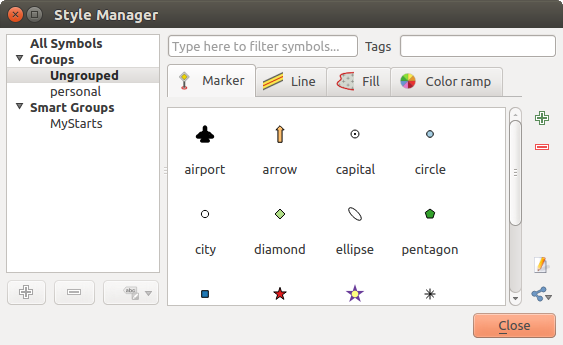 Style Manager
All Symbols
Groups
Ungrouped
personal
Smart Groups
MyStarts
Type here to filter symbols... Tags
Marker Line Fill Color ramp
airport arrow capital circle
city diamond ellipse pentagon
abc
Close